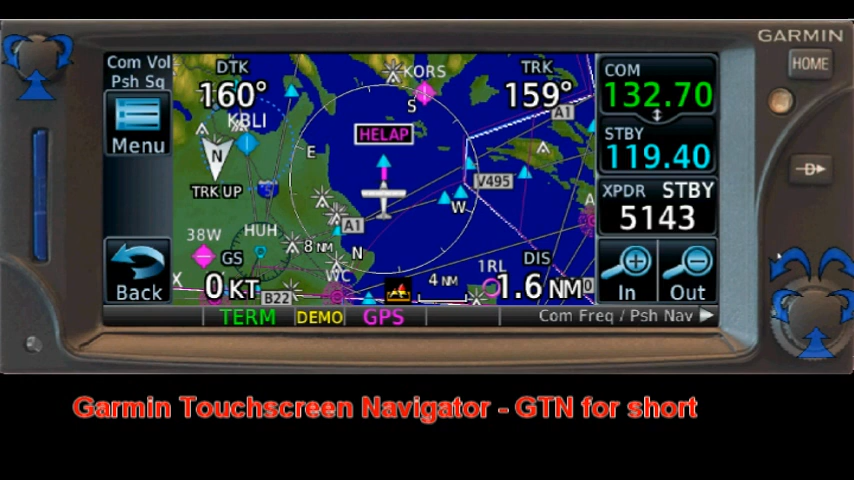 GARMIN
HOME
Com Vol
Psh Sq
Menu
Back
DTK
160°
KORS
S
TRK
159°
A1
KBLI
HELAP
E
N
TRK UP
5
V495
W
38W
HUH
A1
8 NM
N
GS
0 KT
B22
WC
4 NM
1RL
DIS
1.6 NM
X
A
COM
132.70
STBY
119.40
XPDR STBY
5143
In
Out
D
TERM DEMO GPS
Com Freq / Psh Nav
Garmin Touchscreen Navigator - GTN for short